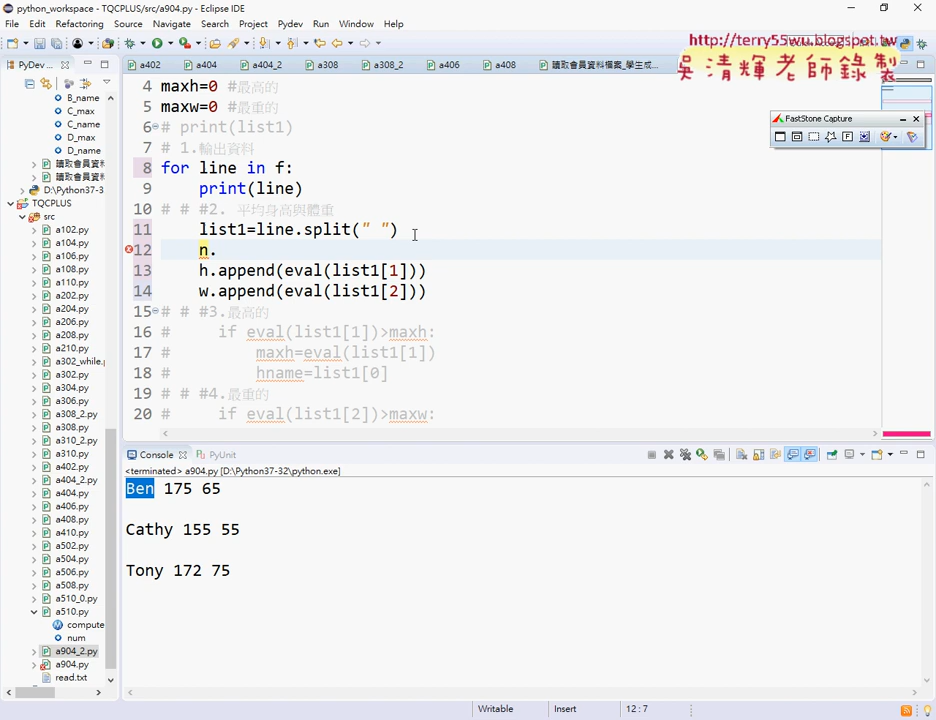 python_workspace - TQCPLUS/src/a904.py - Eclipse IDE
File Edit Refactoring Source Navigate Search Project Pydev Run Window Help
http://terry55wu.blogspot.tw
吳清輝老師錄製
PyDev
a402 a404 a404_2 a308 a308_2 a406 a408 讀取會員資料檔案_學生成...
FastStone Capture
B_name
C_max
C_name
D_max
D_name
讀取會員資料
讀取會員資料
D:\Python37-3
TQCPLUS
src
a102.py
a104.py
a106.py
a108.py
a110.py
a202.py
a204.py
a206.py
a208.py
a210.py
a302_while.p
a302.py
a304.py
a306.py
a308_2.py
a308.py
a310_2.py
a310.py
a402.py
a404_2.py
a404.py
a406.py
a408.py
a410.py
a502.py
a504.py
a506.py
a508.py
a510_0.py
a510.py
compute
num
a904_2.py
a904.py
read.txt
4 maxh=0 #最高的
5 maxw=0 #最重的
6 # print(list1)
7 # 1.輸出資料
8 for line in f:
9 print(line)
10 # # #2. 平均身高與體重
11 list1=line.split(" ")
12 n.
13 h.append(eval(list1[1]))
14 w.append(eval(list1[2]))
15 # # #3.最高的
16 # if eval(list1[1])>maxh:
17 # maxh=eval(list1[1])
18 # hname=list1[0]
19 # # #4.最重的
20 # if eval(list1[2])>maxw:
Console PyUnit
<terminated> a904.py [D:\Python37-32\python.exe]
Ben 175 65
Cathy 155 55
Tony 172 75
Writable Insert 12:7